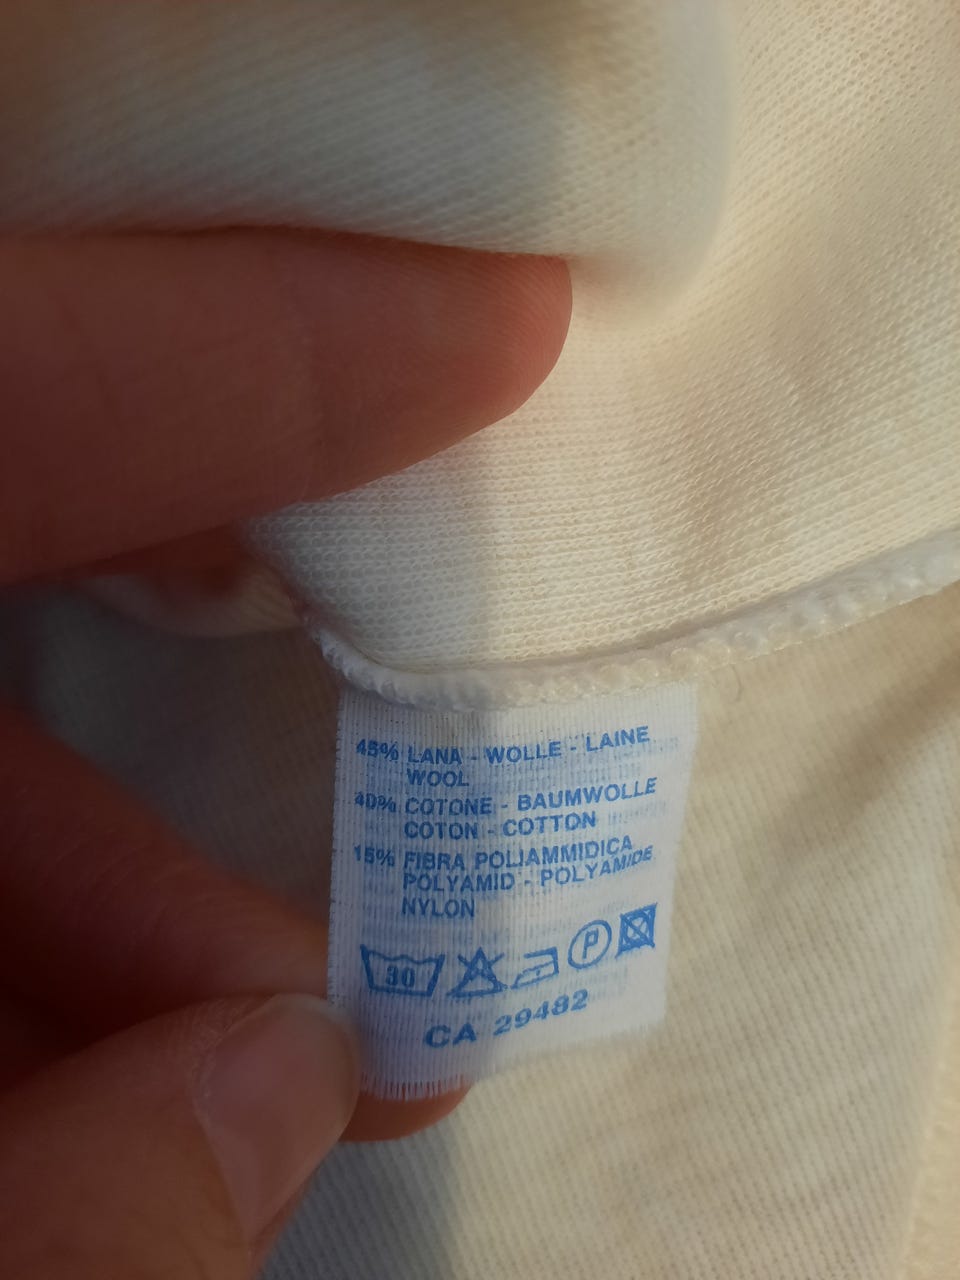 45% LANA - WOLLE - LAINE
WOOL
40% COTONE - BAUMWOLLE
COTON - COTTON
15% FIBRA POLIAMMIDICA
POLYAMID - POLYAMIDE
NYLON
30 P
CA 29482